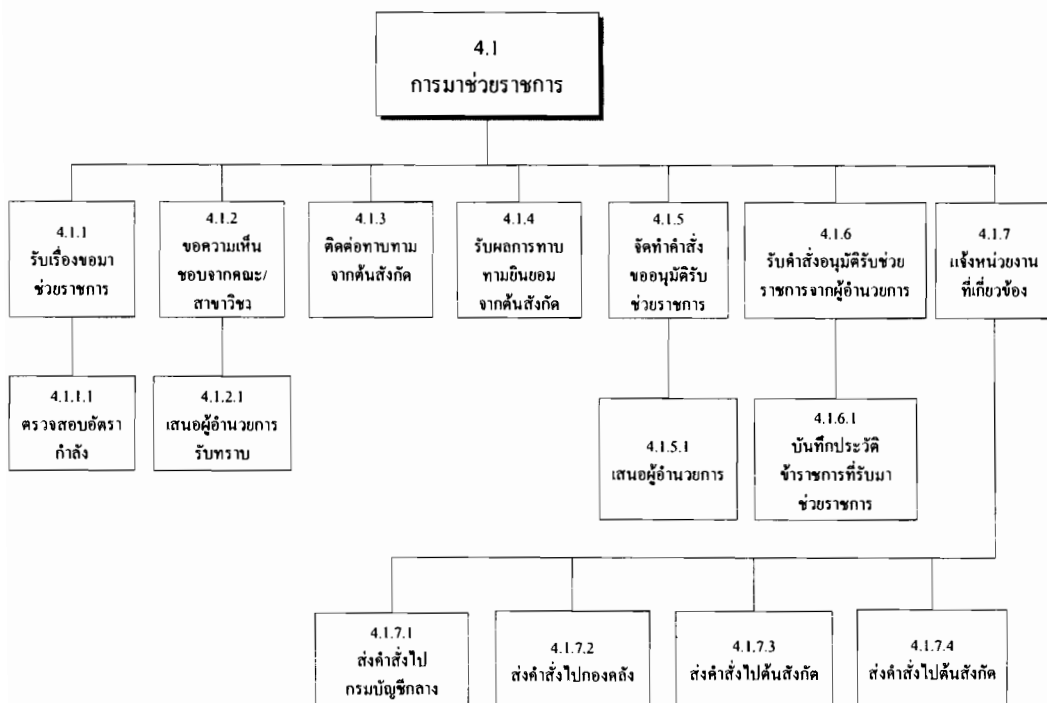 4.1
การมาช่วยราชการ
4.1.1
รับเรื่องขอมา
ช่วยราชการ
4.1.2
ขอความเห็น
ชอบจากคณะ/
สาขาวิชา
4.1.3
ติดต่อทาบทาม
จากต้นสังกัด
4.1.4
รับผลการทาบ
ทามยินยอม
จากต้นสังกัด
4.1.5
จัดทำคำสั่ง
ขออนุมัติรับ
ช่วยราชการ
4.1.6
รับคำสั่งอนุมัติรับช่วย
ราชการจากผู้อำนวยการ
4.1.7
แจ้งหน่วยงาน
ที่เกี่ยวข้อง
4.1.1.1
ตรวจสอบอัตรา
กำลัง
4.1.2.1
เสนอผู้อำนวยการ
รับทราบ
4.1.5.1
เสนอผู้อำนวยการ
4.1.6.1
บันทึกประวัติ
ข้าราชการที่รับมา
ช่วยราชการ
4.1.7.1
ส่งคำสั่งไป
กรมบัญชีกลาง
4.1.7.2
ส่งคำสั่งไปกองคลัง
4.1.7.3
ส่งคำสั่งไปต้นสังกัด
4.1.7.4
ส่งคำสั่งไปต้นสังกัด